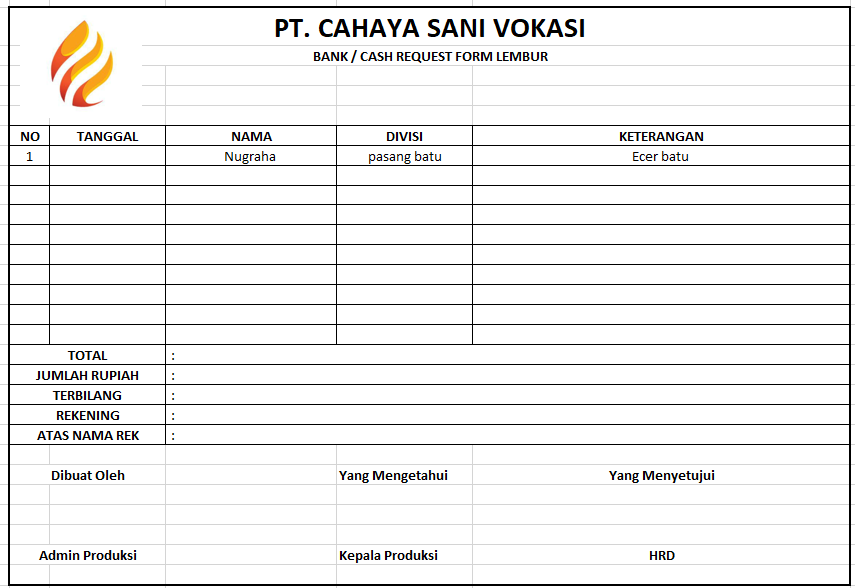 PT. CAHAYA SANI VOKASI
BANK / CASH REQUEST FORM LEMBUR
NO TANGGAL NAMA DIVISI KETERANGAN
1 Nugraha pasang batu Ecer batu
TOTAL :
JUMLAH RUPIAH :
TERBILANG :
REKENING :
ATAS NAMA REK :
Dibuat Oleh Yang Mengetahui Yang Menyetujui
Admin Produksi Kepala Produksi HRD